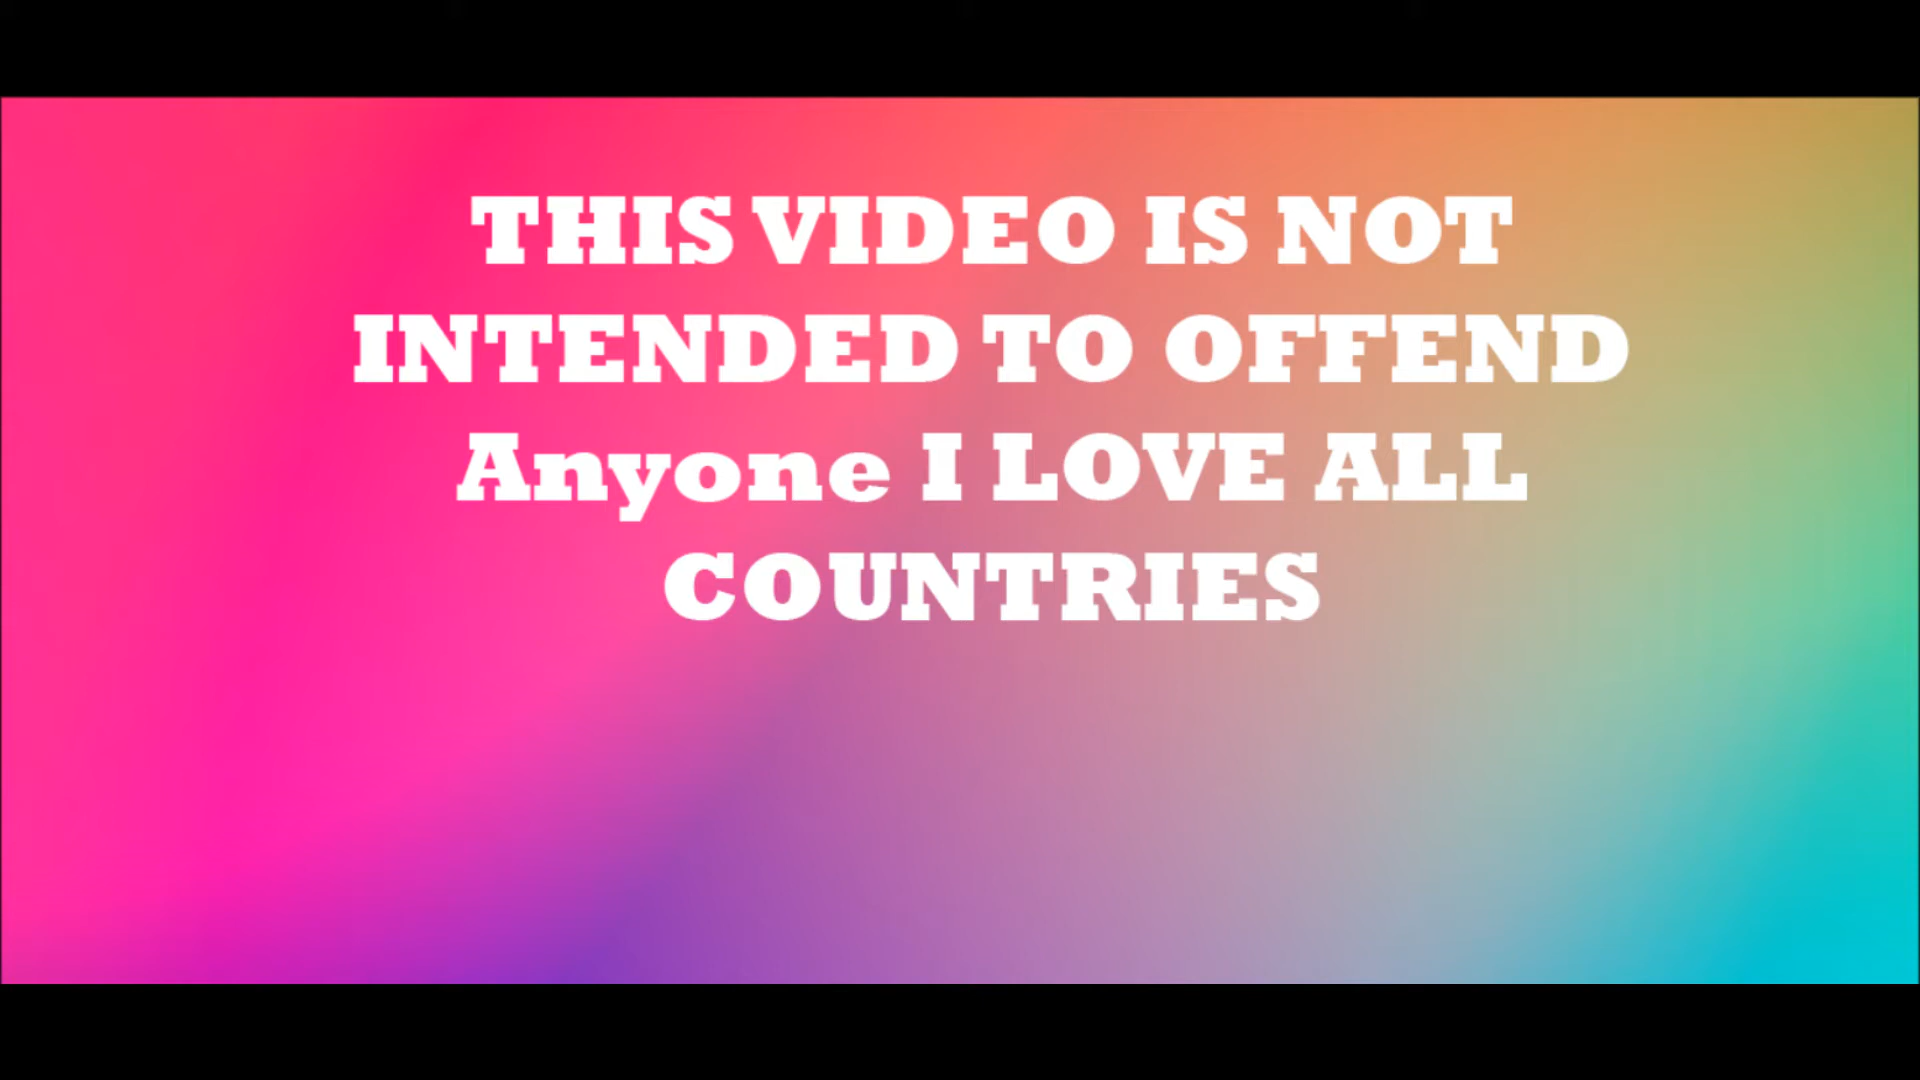 THIS VIDEO IS NOT
INTENDED TO OFFEND
Anyone I LOVE ALL
COUNTRIES